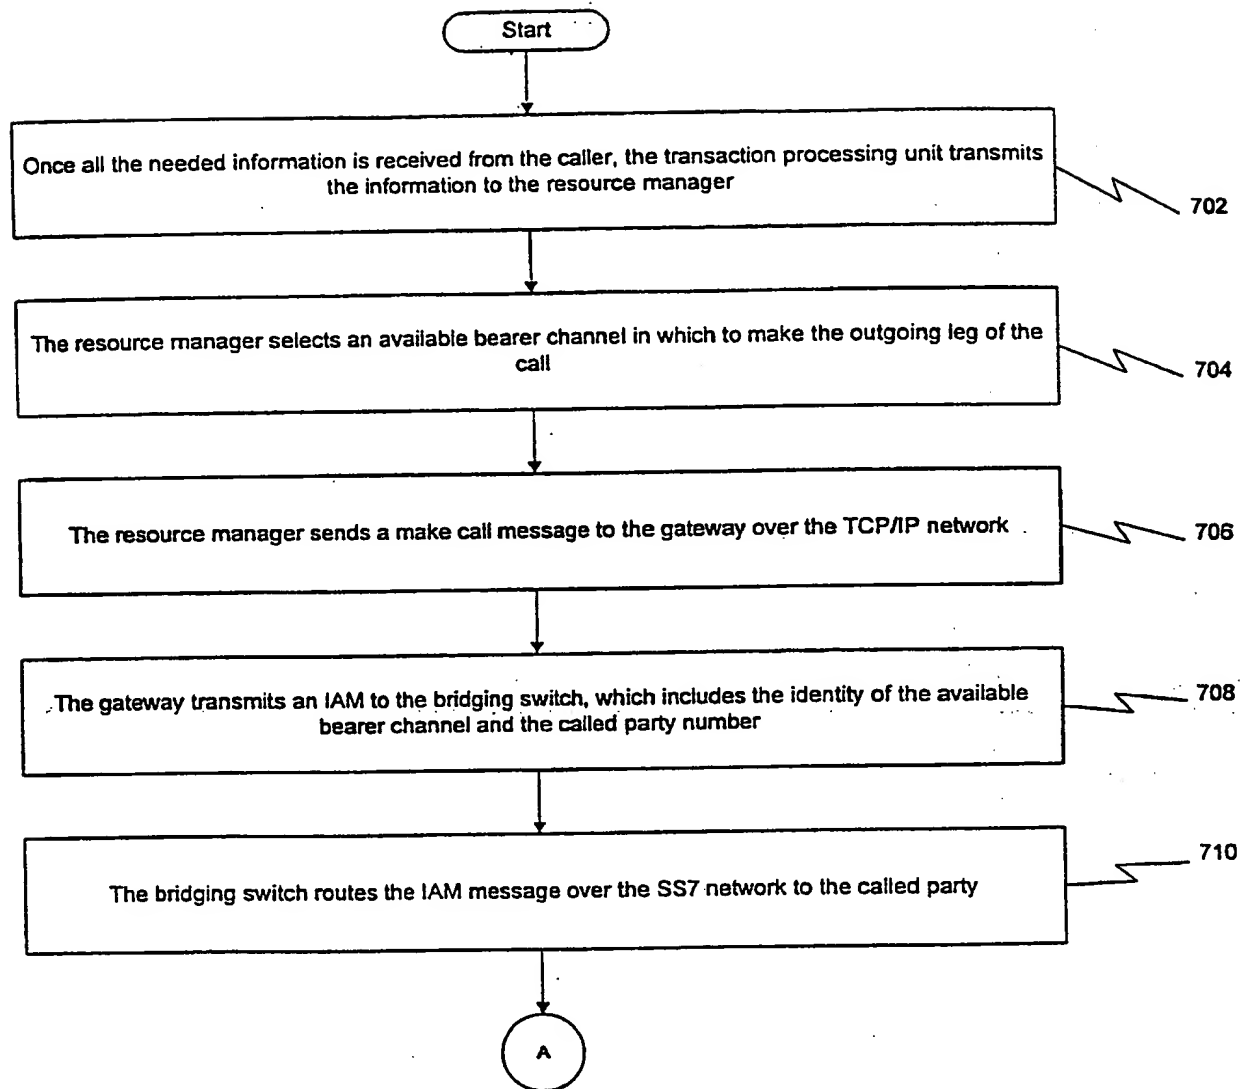 Start
Once all the needed information is received from the caller, the transaction processing unit transmits
the information to the resource manager
702
The resource manager selects an available bearer channel in which to make the outgoing leg of the
call
704
The resource manager sends a make call message to the gateway over the TCP/IP network
706
The gateway transmits an IAM to the bridging switch, which includes the identity of the available
bearer channel and the called party number
708
The bridging switch routes the IAM message over the SS7 network to the called party
710
A